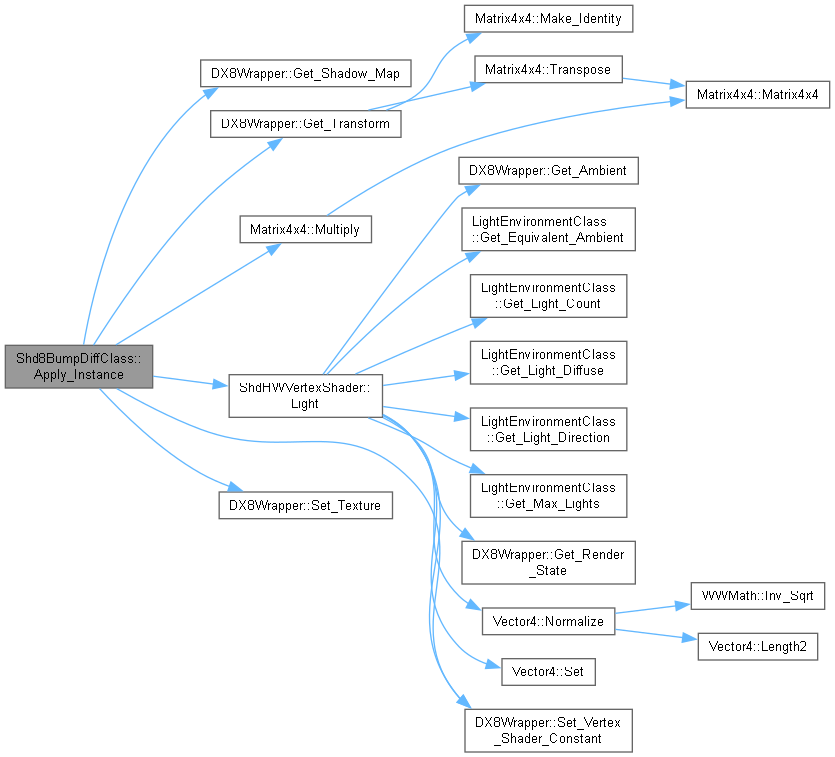 Shd8BumpDiffClass::
Apply_Instance
DX8Wrapper::Get_Shadow_Map
DX8Wrapper::Get_Transform
Matrix4x4::Multiply
ShdHWVertexShader::
Light
DX8Wrapper::Set_Texture
Matrix4x4::Make_Identity
Matrix4x4::Transpose
DX8Wrapper::Get_Ambient
LightEnvironmentClass
::Get_Equivalent_Ambient
LightEnvironmentClass
::Get_Light_Count
LightEnvironmentClass
::Get_Light_Diffuse
LightEnvironmentClass
::Get_Light_Direction
LightEnvironmentClass
::Get_Max_Lights
DX8Wrapper::Get_Render
_State
Vector4::Normalize
Vector4::Set
DX8Wrapper::Set_Vertex
_Shader_Constant
Matrix4x4::Matrix4x4
WWMath::Inv_Sqrt
Vector4::Length2